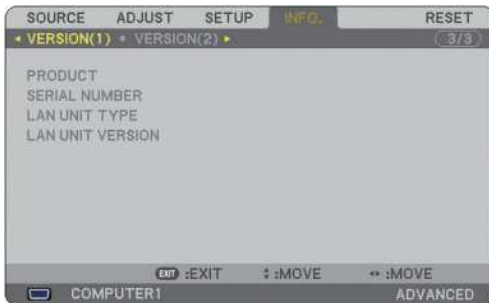 SOURCE ADJUST SETUP INFO. RESET
VERSION(1) VERSION(2) 3/3
PRODUCT
SERIAL NUMBER
LAN UNIT TYPE
LAN UNIT VERSION
EXIT :EXIT :MOVE :MOVE
COMPUTER1 ADVANCED